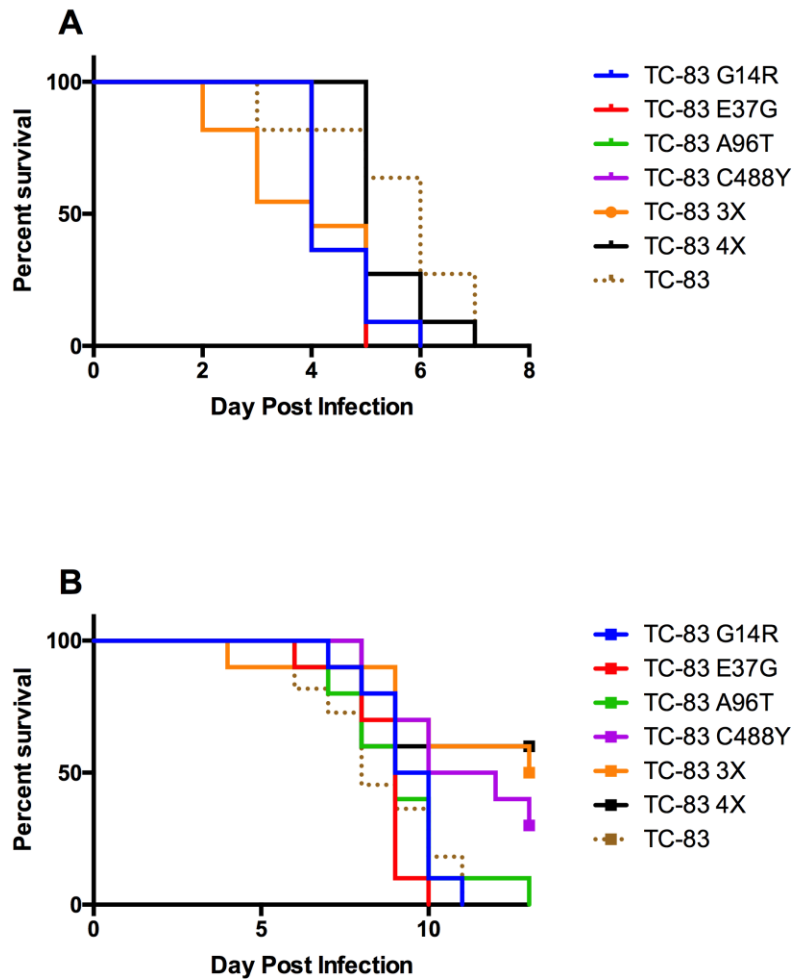 A
Percent survival
100
50
0
0 2 4 6 8
Day Post Infection
TC-83 G14R
TC-83 E37G
TC-83 A96T
TC-83 C488Y
TC-83 3X
TC-83 4X
TC-83
B
Percent survival
100
50
0
0 5 10
Day Post Infection
TC-83 G14R
TC-83 E37G
TC-83 A96T
TC-83 C488Y
TC-83 3X
TC-83 4X
TC-83